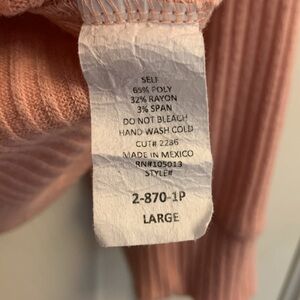 SELF
65% POLY
32% RAYON
3% SPAN
DO NOT BLEACH
HAND WASH COLD
CUT# 2236
MADE IN MEXICO
RN#105013
STYLE#
2-870-1P
LARGE